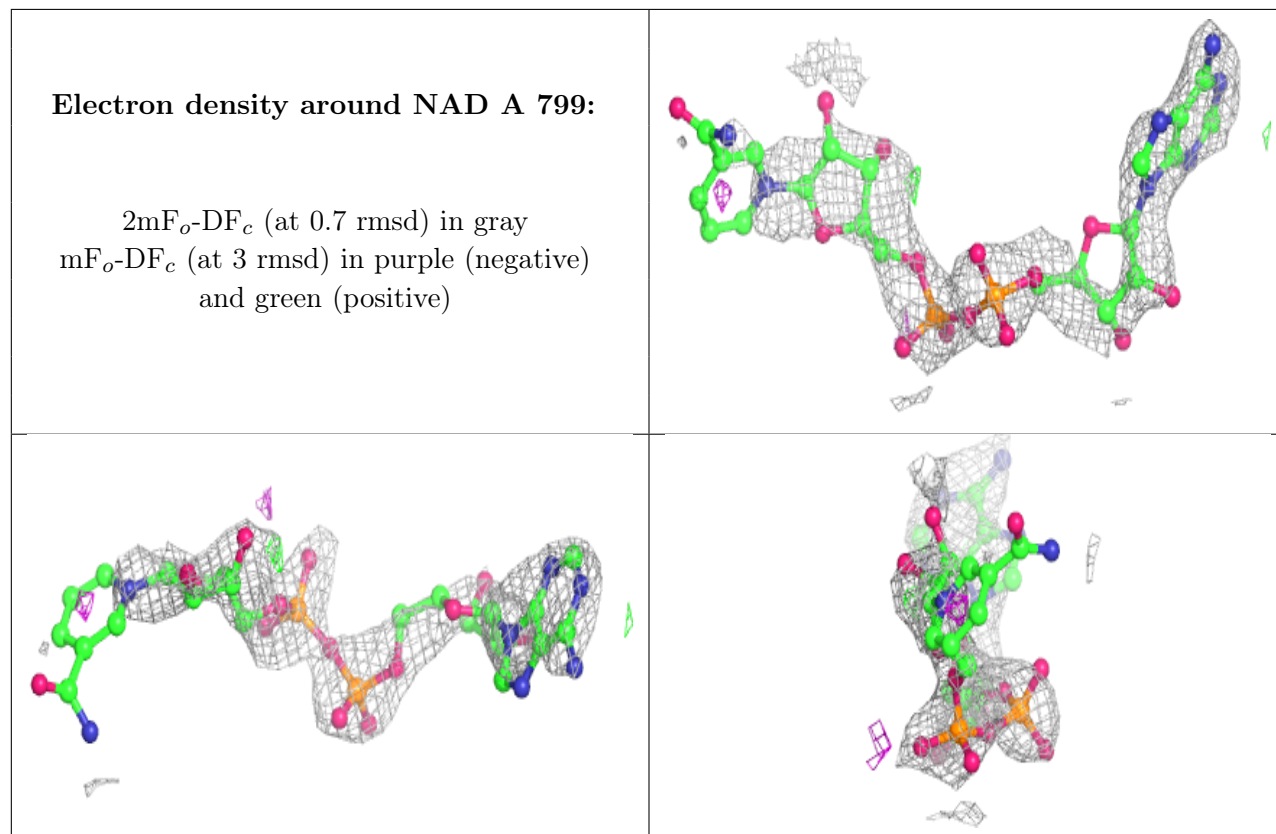 Electron density around NAD A 799:
2mFo-DFc (at 0.7 rmsd) in gray
mFo-DFc (at 3 rmsd) in purple (negative)
and green (positive)